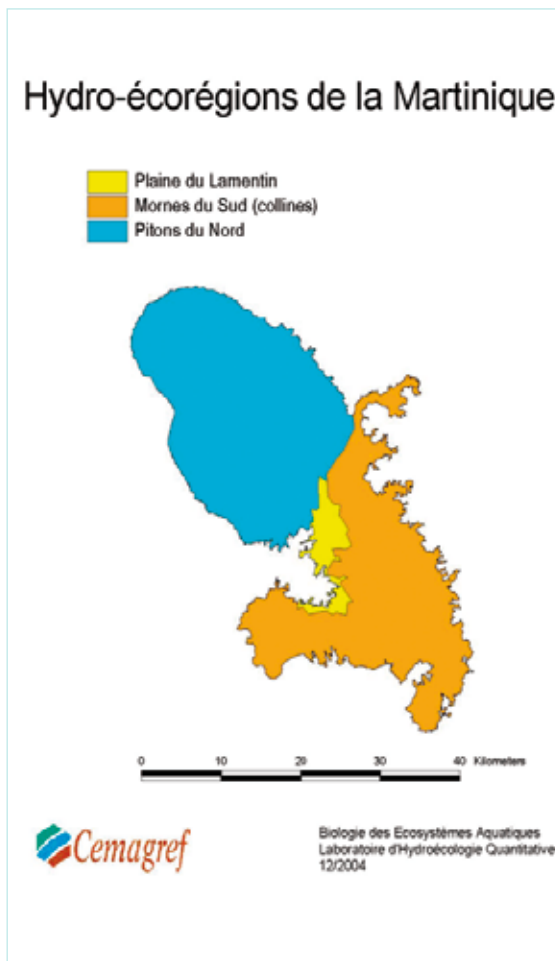 Hydro-écorégions de la Martinique
Plaine du Lamentin
Mornes du Sud (collines)
Pitons du Nord
0 10 20 30 40 Kilometers
Cemagref
Biologie des Ecosystèmes Aquatiques
Laboratoire d'Hydroécologie Quantitative
12/2004